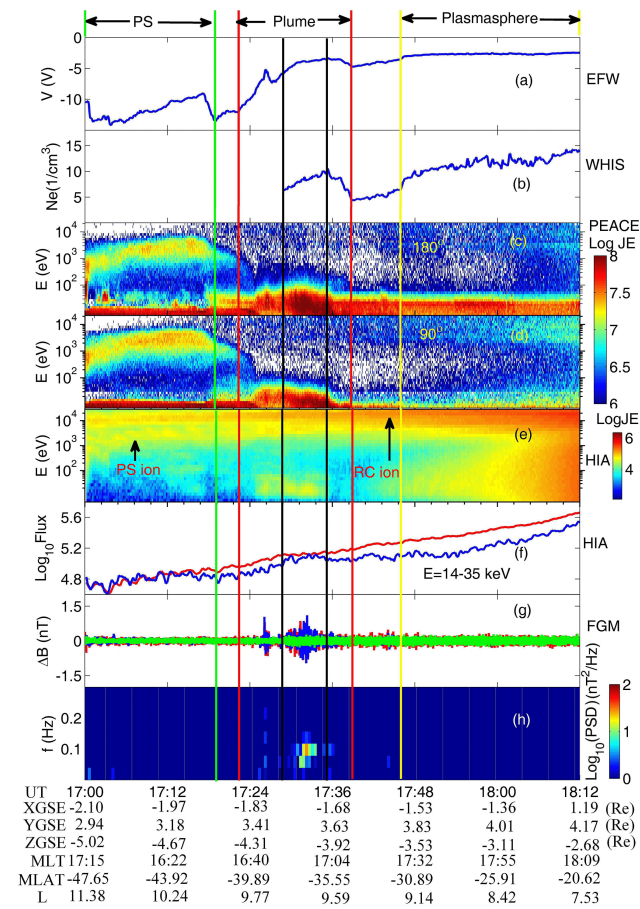 PS Plume Plasmasphere
0
-5
-10
V (V)
(a)
EFW
15
10
5
Ne(1/cm³)
(b)
WHIS
PEACE
Log JE
10⁴
10³
10²
E (eV)
180°
(c)
8
7.5
7
6.5
6
10⁴
10³
10²
E (eV)
90°
(d)
10⁴
10³
10²
E (eV)
PS ion
RC ion
(e)
LogJE
6
4
HIA
5.6
5.2
4.8
Log₁₀Flux
(f)
E=14-35 keV
HIA
1.5
0
-1.5
ΔB (nT)
(g)
FGM
0.2
0.1
f (Hz)
(h)
2
1
0
Log₁₀(PSD)(nT²/Hz)
UT 17:00 17:12 17:24 17:36 17:48 18:00 18:12
XGSE -2.10 -1.97 -1.83 -1.68 -1.53 -1.36 1.19 (Re)
YGSE 2.94 3.18 3.41 3.63 3.83 4.01 4.17 (Re)
ZGSE -5.02 -4.67 -4.31 -3.92 -3.53 -3.11 -2.68 (Re)
MLT 17:15 16:22 16:40 17:04 17:32 17:55 18:09
MLAT -47.65 -43.92 -39.89 -35.55 -30.89 -25.91 -20.62
L 11.38 10.24 9.77 9.59 9.14 8.42 7.53